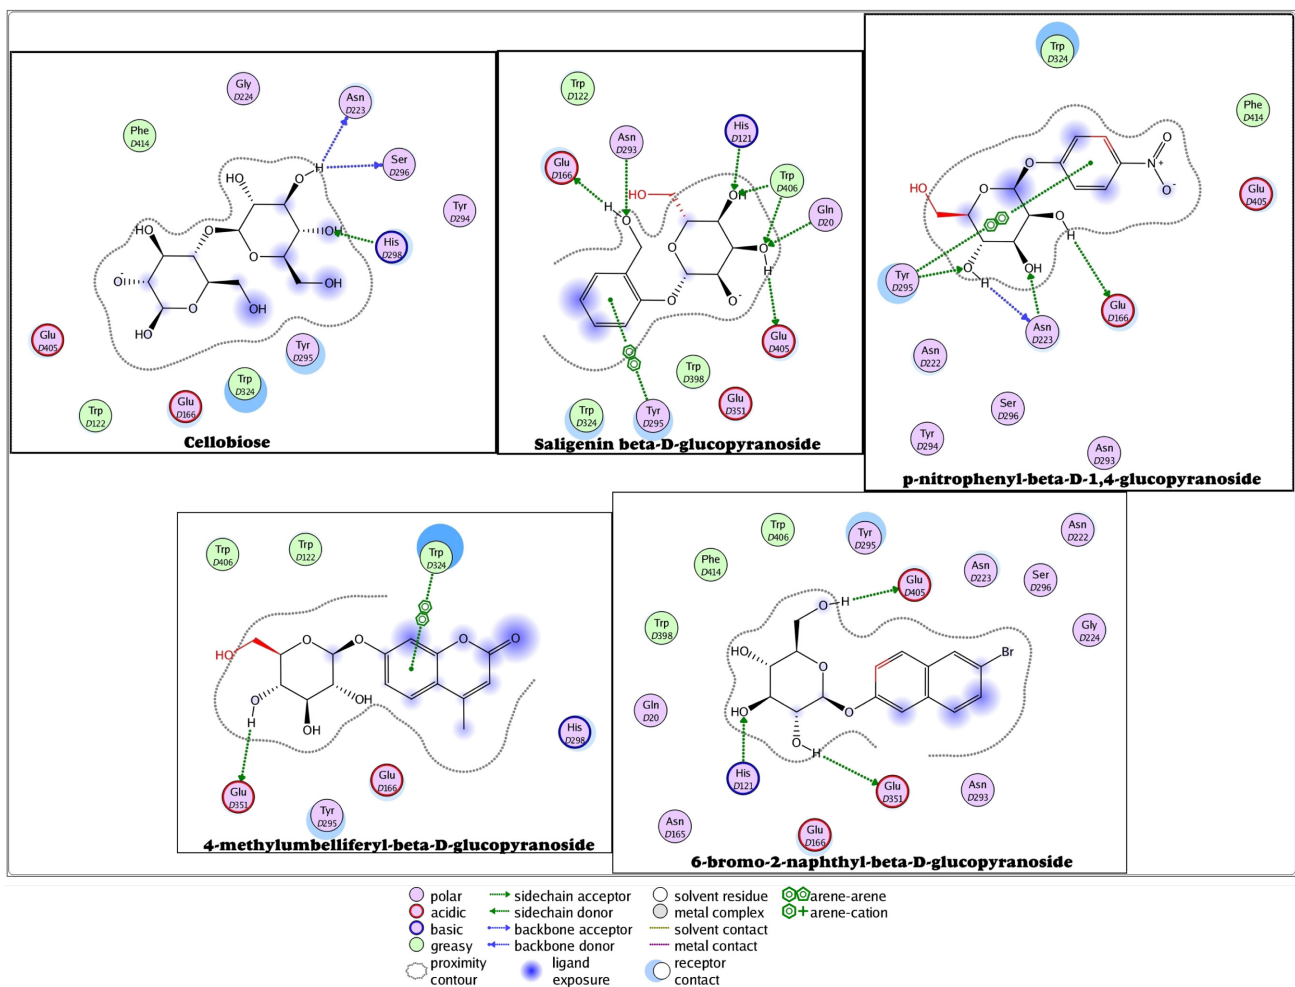 Gly
D224
Asn
D223
Phe
D414
Ser
D296
Tyr
D294
His
D298
Glu
D405
Tyr
D295
Trp
D324
Glu
D166
Trp
D122
HO
O
H
HO
O
OH
HO
O
O
O-
OH
HO
O
OH
Cellobiose
Trp
D122
Asn
D293
His
D121
Glu
D166
Trp
D406
Gln
D20
Glu
D405
Trp
D398
Glu
D351
Trp
D324
Tyr
D295
HO
OH
H
O
O
O
H
O
O-
Saligenin beta-D-glucopyranoside
Trp
D324
Phe
D414
Glu
D405
Tyr
D295
Glu
D166
Asn
D223
Asn
D222
Ser
D296
Tyr
D294
Asn
D293
O
O
N+
O-
HO
O
OH
H
O
H
OH
p-nitrophenyl-beta-D-1,4-glucopyranoside
Trp
D406
Trp
D122
Trp
D324
His
D298
Glu
D351
Glu
D166
Tyr
D295
HO
O
O
O
O
O
H
OH
OH
4-methylumbelliferyl-beta-D-glucopyranoside
Trp
D406
Tyr
D295
Asn
D222
Phe
D414
Glu
D405
Asn
D223
Ser
D296
Trp
D398
Gly
D224
Gln
D20
His
D121
Glu
D351
Asn
D293
Asn
D165
Glu
D166
O
H
HO
O
Br
HO
O
O
H
6-bromo-2-naphthyl-beta-D-glucopyranoside
polar
acidic
basic
greasy
proximity
contour
sidechain acceptor
sidechain donor
backbone acceptor
backbone donor
ligand
exposure
solvent residue
metal complex
solvent contact
metal contact
receptor
contact
arene-arene
arene-cation